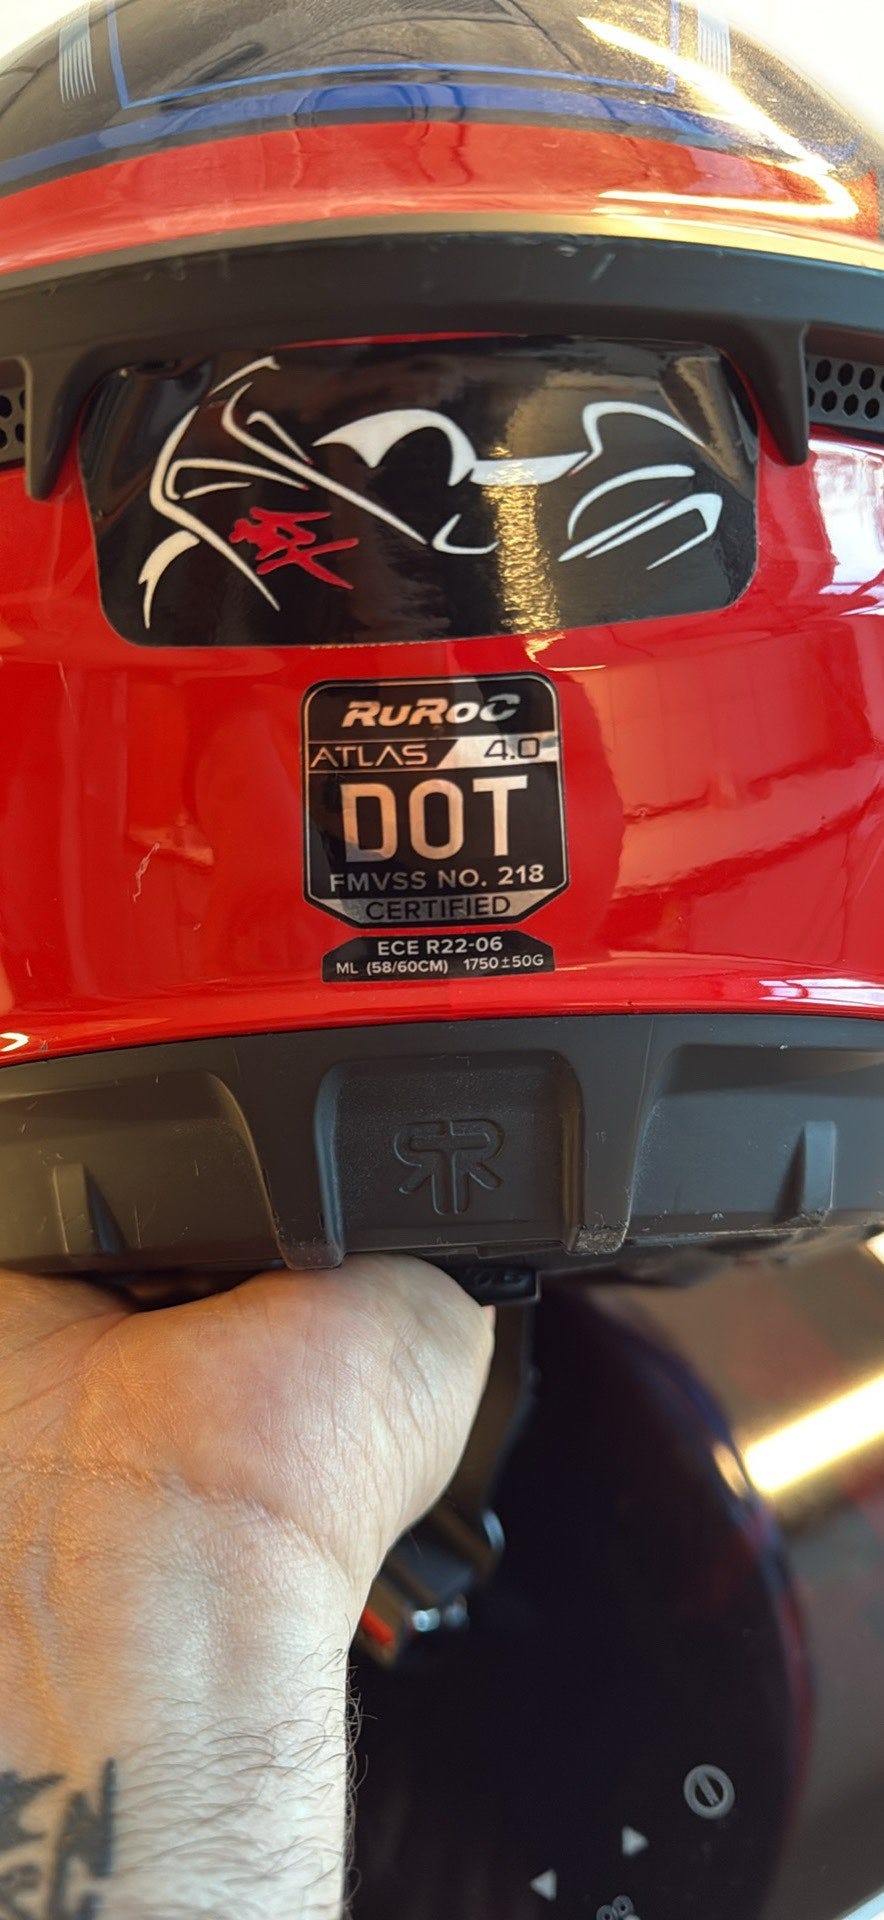 RUROC
ATLAS 4.0
DOT
FMVSS NO. 218
CERTIFIED
ECE R22-06
ML (58/60CM) 1750±50G